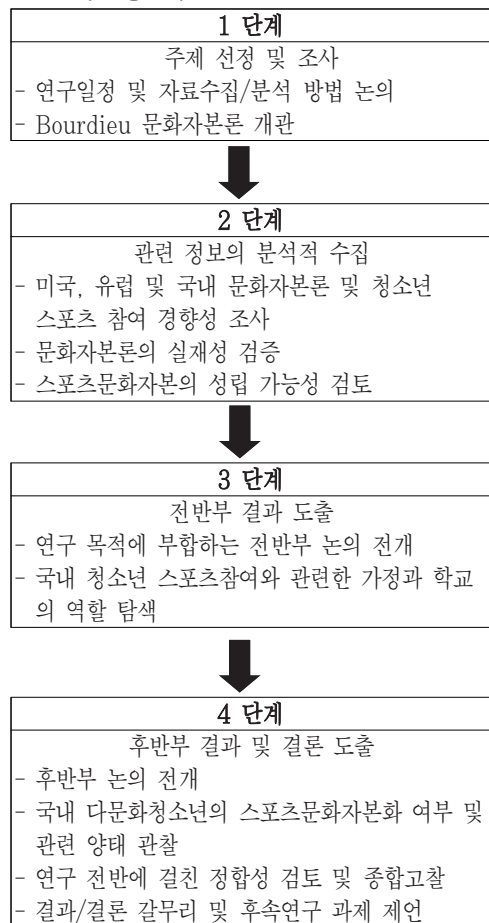 1 단계
주제 선정 및 조사
- 연구일정 및 자료수집/분석 방법 논의
- Bourdieu 문화자본론 개관
2 단계
관련 정보의 분석적 수집
- 미국, 유럽 및 국내 문화자본론 및 청소년
스포츠 참여 경향성 조사
- 문화자본론의 실재성 검증
- 스포츠문화자본의 성립 가능성 검토
3 단계
전반부 결과 도출
- 연구 목적에 부합하는 전반부 논의 전개
- 국내 청소년 스포츠참여와 관련한 가정과 학교
의 역할 탐색
4 단계
후반부 결과 및 결론 도출
- 후반부 논의 전개
- 국내 다문화청소년의 스포츠문화자본화 여부 및
관련 양태 관찰
- 연구 전반에 걸친 정합성 검토 및 종합고찰
- 결과/결론 갈무리 및 후속연구 과제 제언